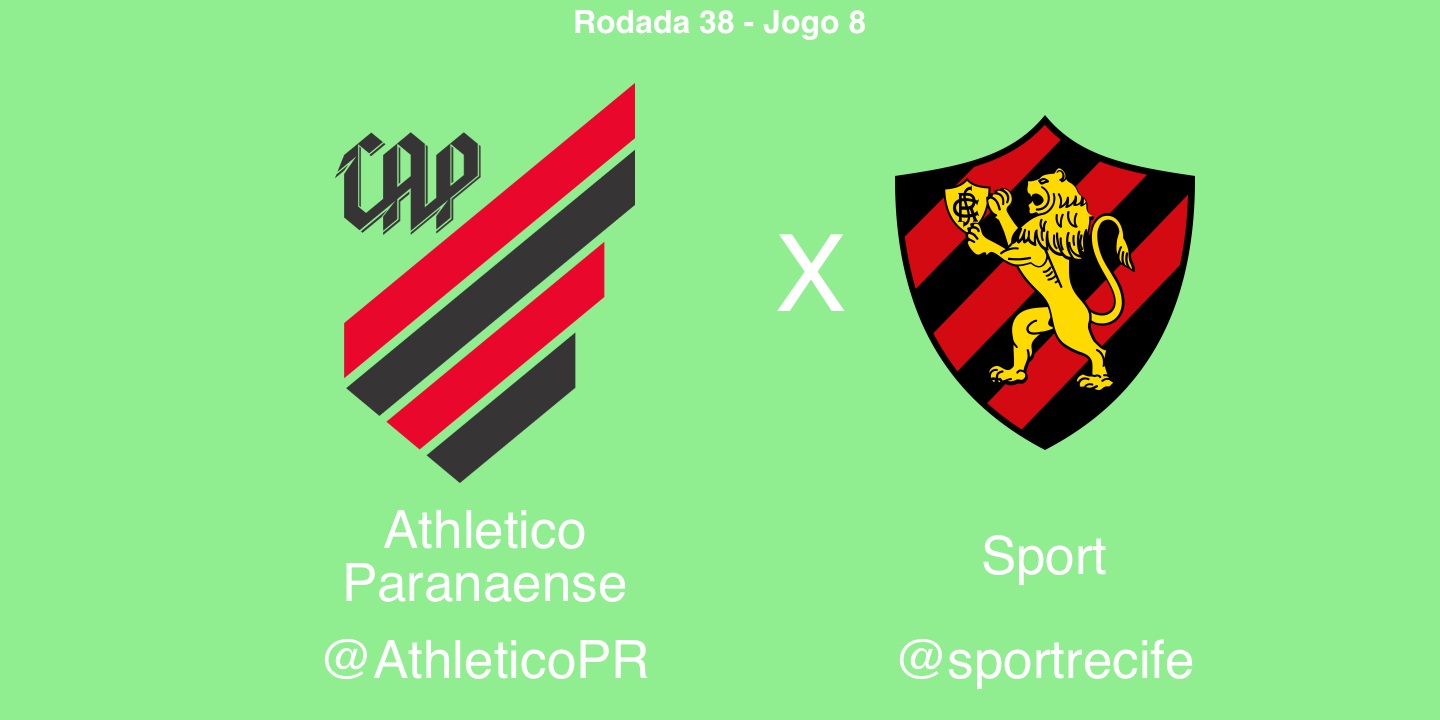 Rodada 38 - Jogo 8
CAP
X
Athletico
Paranaense
Sport
@AthleticoPR
@sportrecife